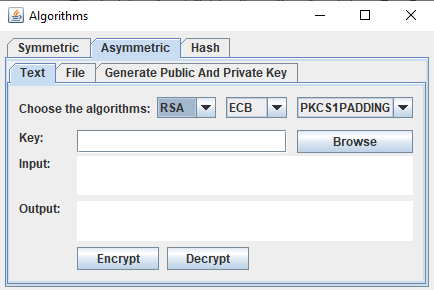 Algorithms
Symmetric Asymmetric Hash
Text File Generate Public And Private Key
Choose the algorithms: RSA ECB PKCS1PADDING
Key: Browse
Input:
Output:
Encrypt Decrypt